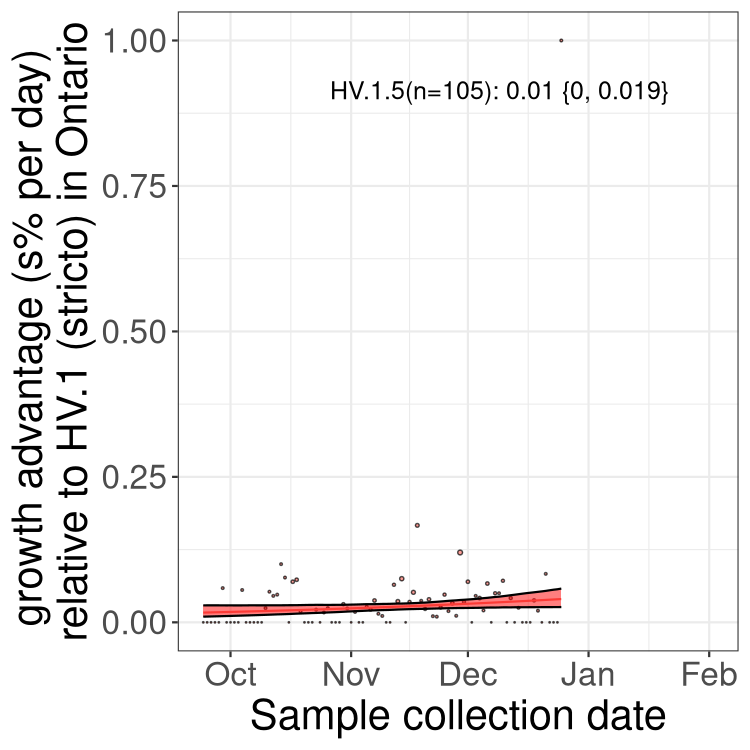 growth advantage (s% per day)
relative to HV.1 (stricto) in Ontario
1.00
0.75
0.50
0.25
0.00
HV.1.5(n=105): 0.01 {0, 0.019}
Oct Nov Dec Jan Feb
Sample collection date